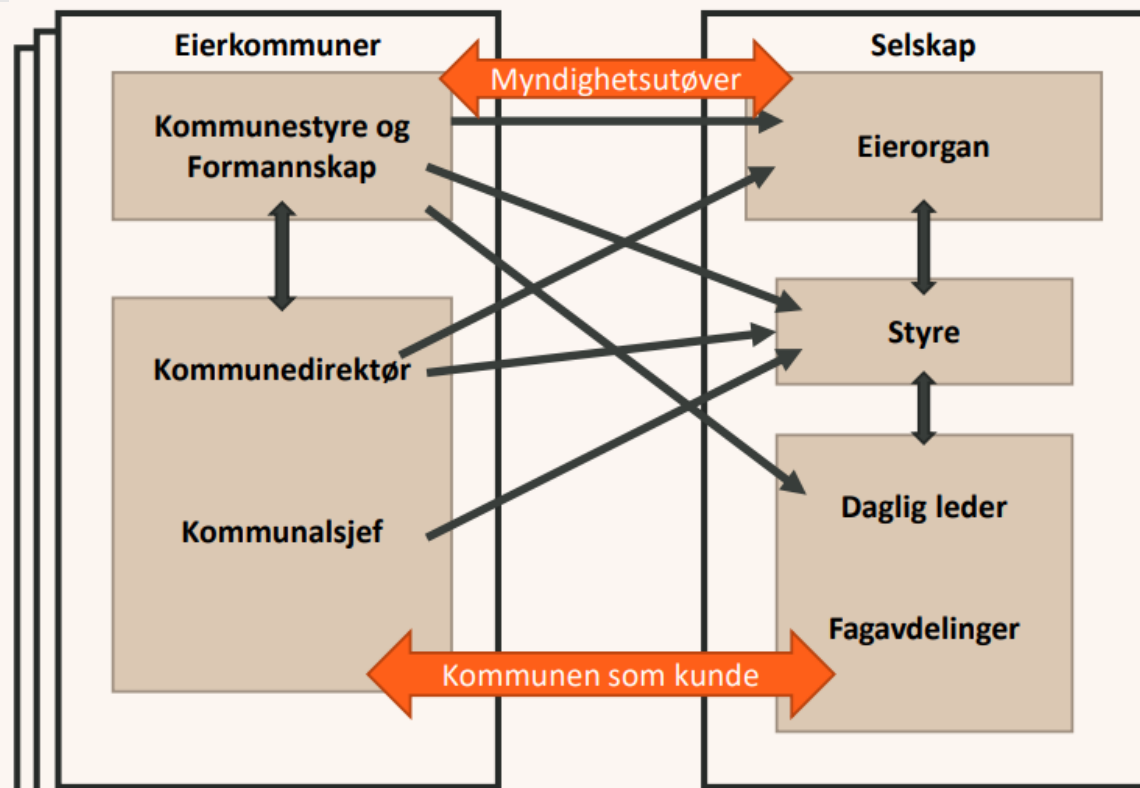 Eierkommuner
Kommunestyre og
Formannskap
Kommunedirektør
Kommunalsjef
Myndighetsutøver
Kommunen som kunde
Selskap
Eierorgan
Styre
Daglig leder
Fagavdelinger